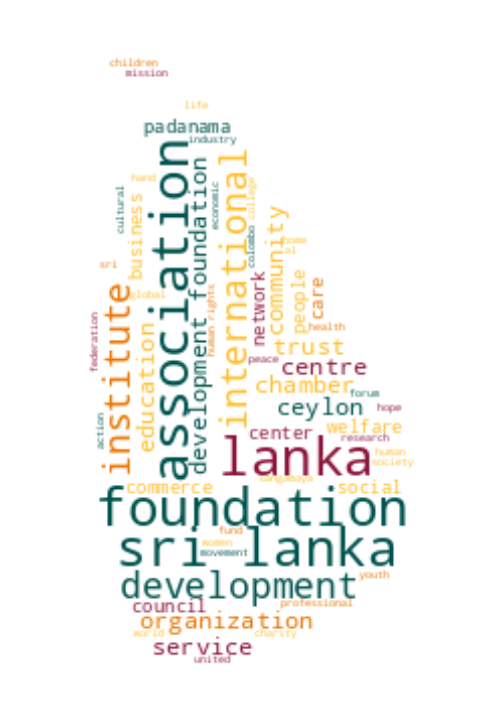 children
mission
life
padanama
industry
association
development foundation
international
hand
economic
college
cultural
business
colombo
community
home
sri
global
institute
human rights
network
people
care
health
federation
education
peace
trust
centre
chamber
forum
ceylon
hope
action
center
welfare
research
lanka
human
society
sangamaya
commerce
social
foundation
fund
sri lanka
women
movement
development
youth
council
professional
organization
world
charity
service
united